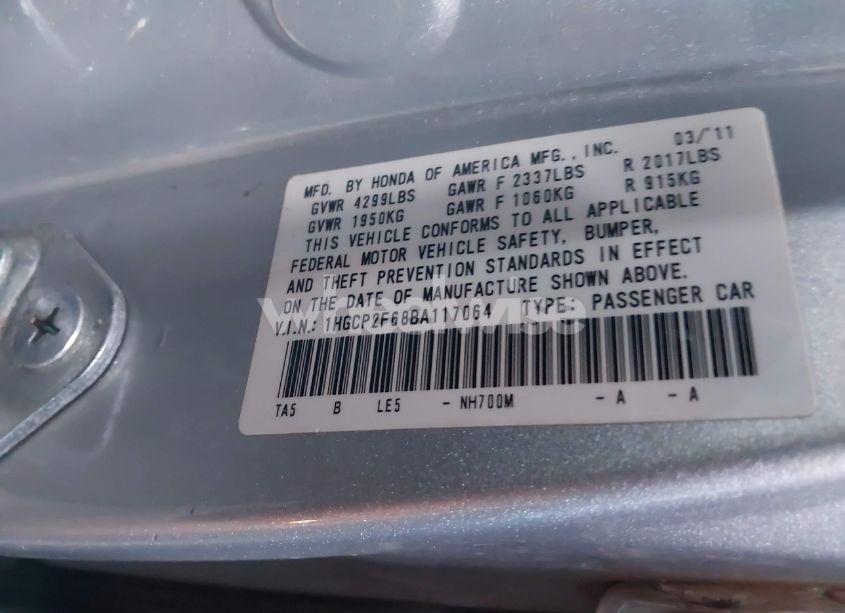 MFD. BY HONDA OF AMERICA MFG., INC. 03/'11
GVWR 4299LBS GAWR F 2337LBS R 2017LBS
GVWR 1950KG GAWR F 1060KG R 915KG
THIS VEHICLE CONFORMS TO ALL APPLICABLE
FEDERAL MOTOR VEHICLE SAFETY, BUMPER,
AND THEFT PREVENTION STANDARDS IN EFFECT
ON THE DATE OF MANUFACTURE SHOWN ABOVE.
V.I.N.: 1HGCP2F68BA117064 TYPE: PASSENGER CAR
wreckwise
TA5 B LE5 - NH700M - A - A